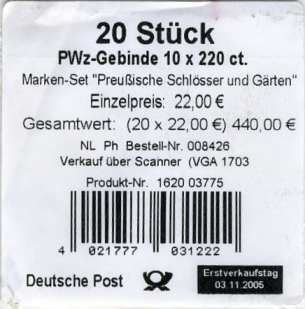 20 Stück
PWz-Gebinde 10 x 220 ct.
Marken-Set "Preußische Schlösser und Gärten"
Einzelpreis: 22,00 €
Gesamtwert: (20 x 22,00 €) 440,00 €
NL Ph Bestell-Nr. 008426
Verkauf über Scanner (VGA 1703
Produkt-Nr. 1620 03775
4 021777 031222
Deutsche Post
Erstverkaufstag
03.11.2005